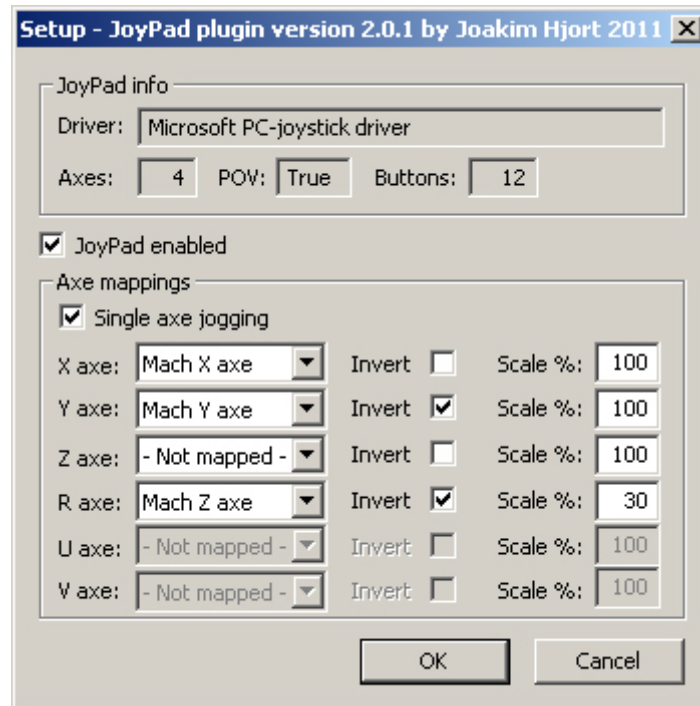 Setup - JoyPad plugin version 2.0.1 by Joakim Hjort 2011
JoyPad info
Driver: Microsoft PC-joystick driver
Axes: 4 POV: True Buttons: 12
JoyPad enabled
Axe mappings
Single axe jogging
X axe: Mach X axe Invert Scale %: 100
Y axe: Mach Y axe Invert Scale %: 100
Z axe: - Not mapped - Invert Scale %: 100
R axe: Mach Z axe Invert Scale %: 30
U axe: - Not mapped - Invert Scale %: 100
V axe: - Not mapped - Invert Scale %: 100
OK Cancel